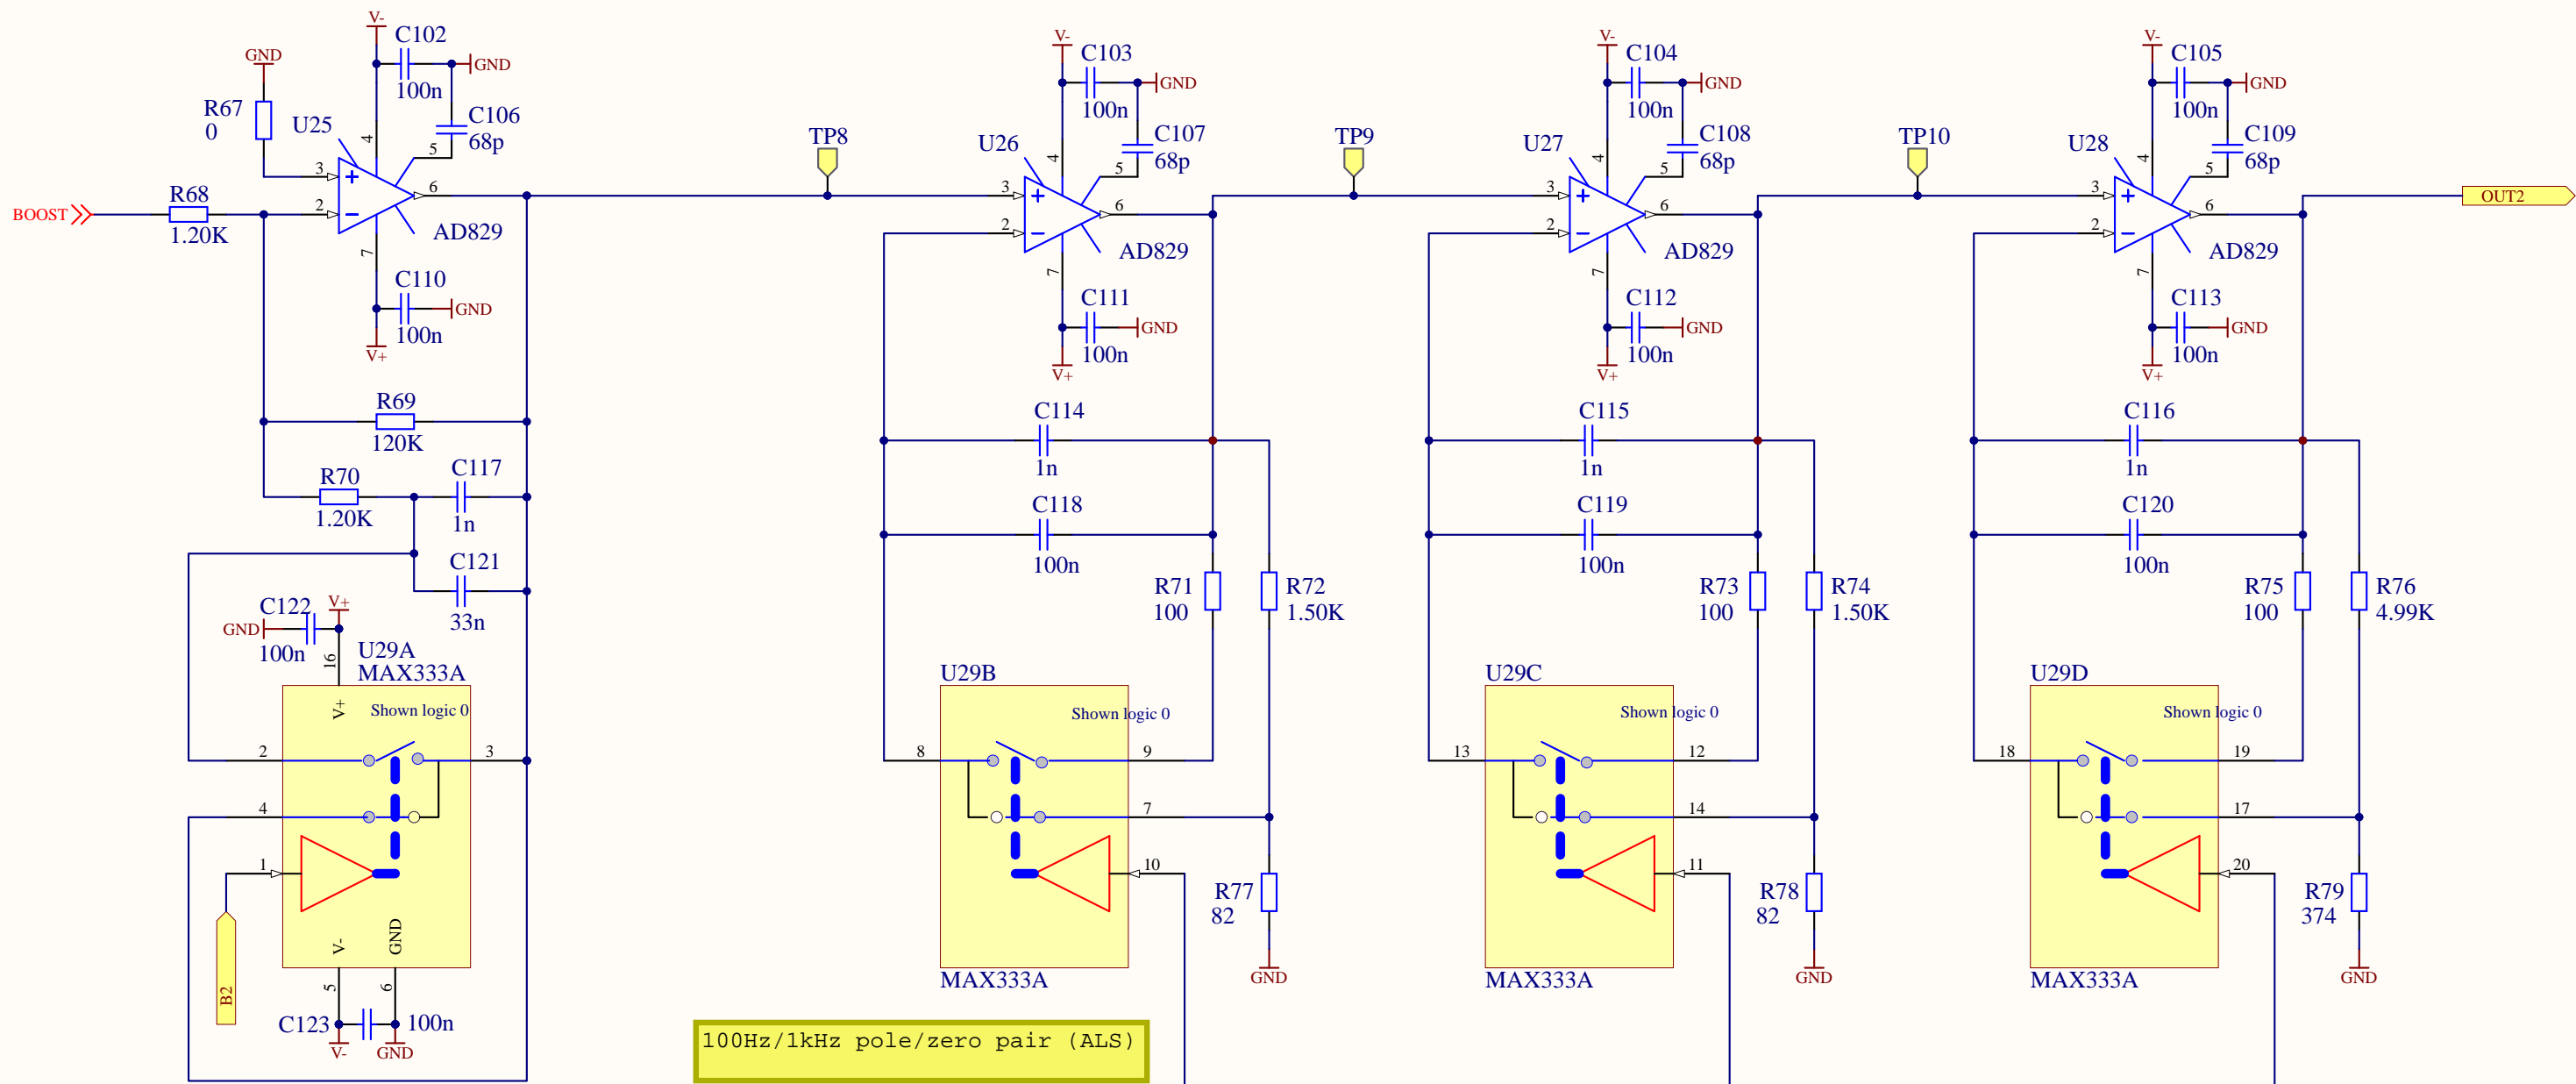 V-
C102
GND
100n
GND
R67
0
U25
C106
68p
4
5
3
6
2
BOOST
R68
1.20K
AD829
7
C110
GND
100n
V+
R69
120K
R70
1.20K
C117
1n
C121
33n
C122
V+
GND
100n
16
U29A
MAX333A
V+
Shown logic 0
2
3
4
1
B2
V-
GND
5
6
C123
100n
V-
GND
TP8
V-
C103
GND
100n
U26
C107
68p
4
5
3
6
2
AD829
7
C111
GND
100n
V+
C114
1n
C118
100n
R71
100
R72
1.50K
U29B
Shown logic 0
8
9
7
10
R77
82
MAX333A
GND
100Hz/1kHz pole/zero pair (ALS)
TP9
V-
C104
GND
100n
U27
C108
68p
4
5
3
6
2
AD829
7
C112
GND
100n
V+
C115
1n
C119
100n
R73
100
R74
1.50K
U29C
Shown logic 0
13
12
14
11
R78
82
MAX333A
GND
TP10
V-
C105
GND
100n
U28
C109
68p
4
5
3
6
2
OUT2
AD829
7
C113
GND
100n
V+
C116
1n
C120
100n
R75
100
R76
4.99K
U29D
Shown logic 0
18
19
17
20
R79
374
MAX333A
GND